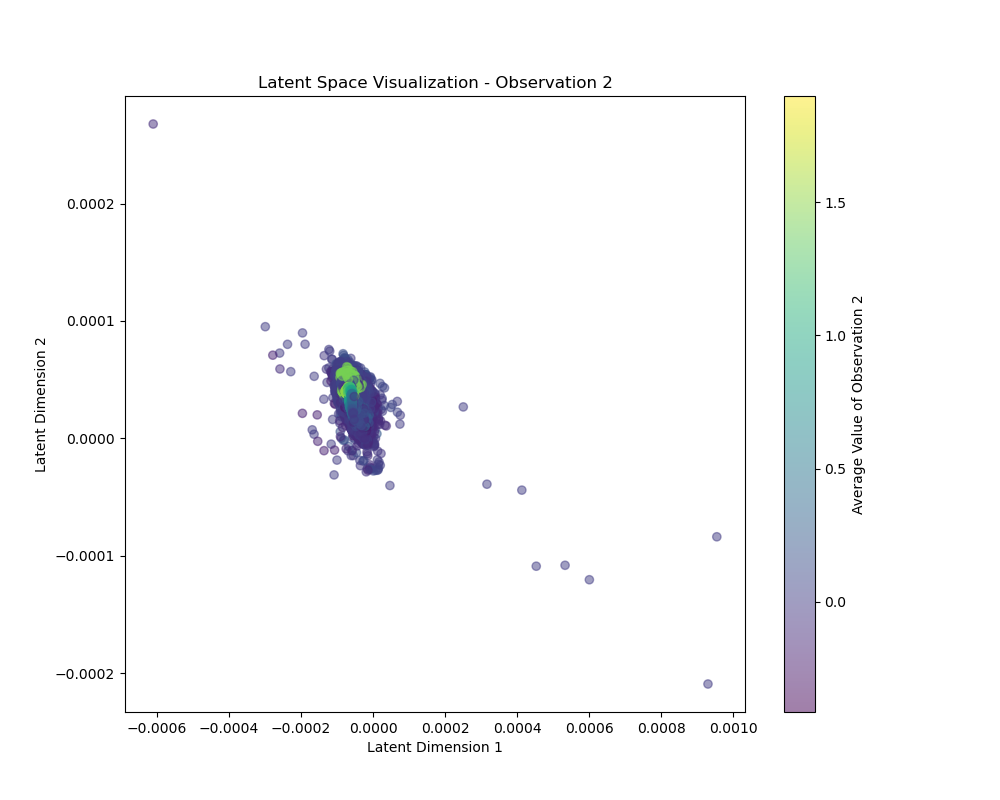 Latent Space Visualization - Observation 2
Latent Dimension 2
0.0002
0.0001
0.0000
−0.0001
−0.0002
−0.0006 −0.0004 −0.0002 0.0000 0.0002 0.0004 0.0006 0.0008 0.0010
Latent Dimension 1
1.5
1.0
0.5
0.0
Average Value of Observation 2